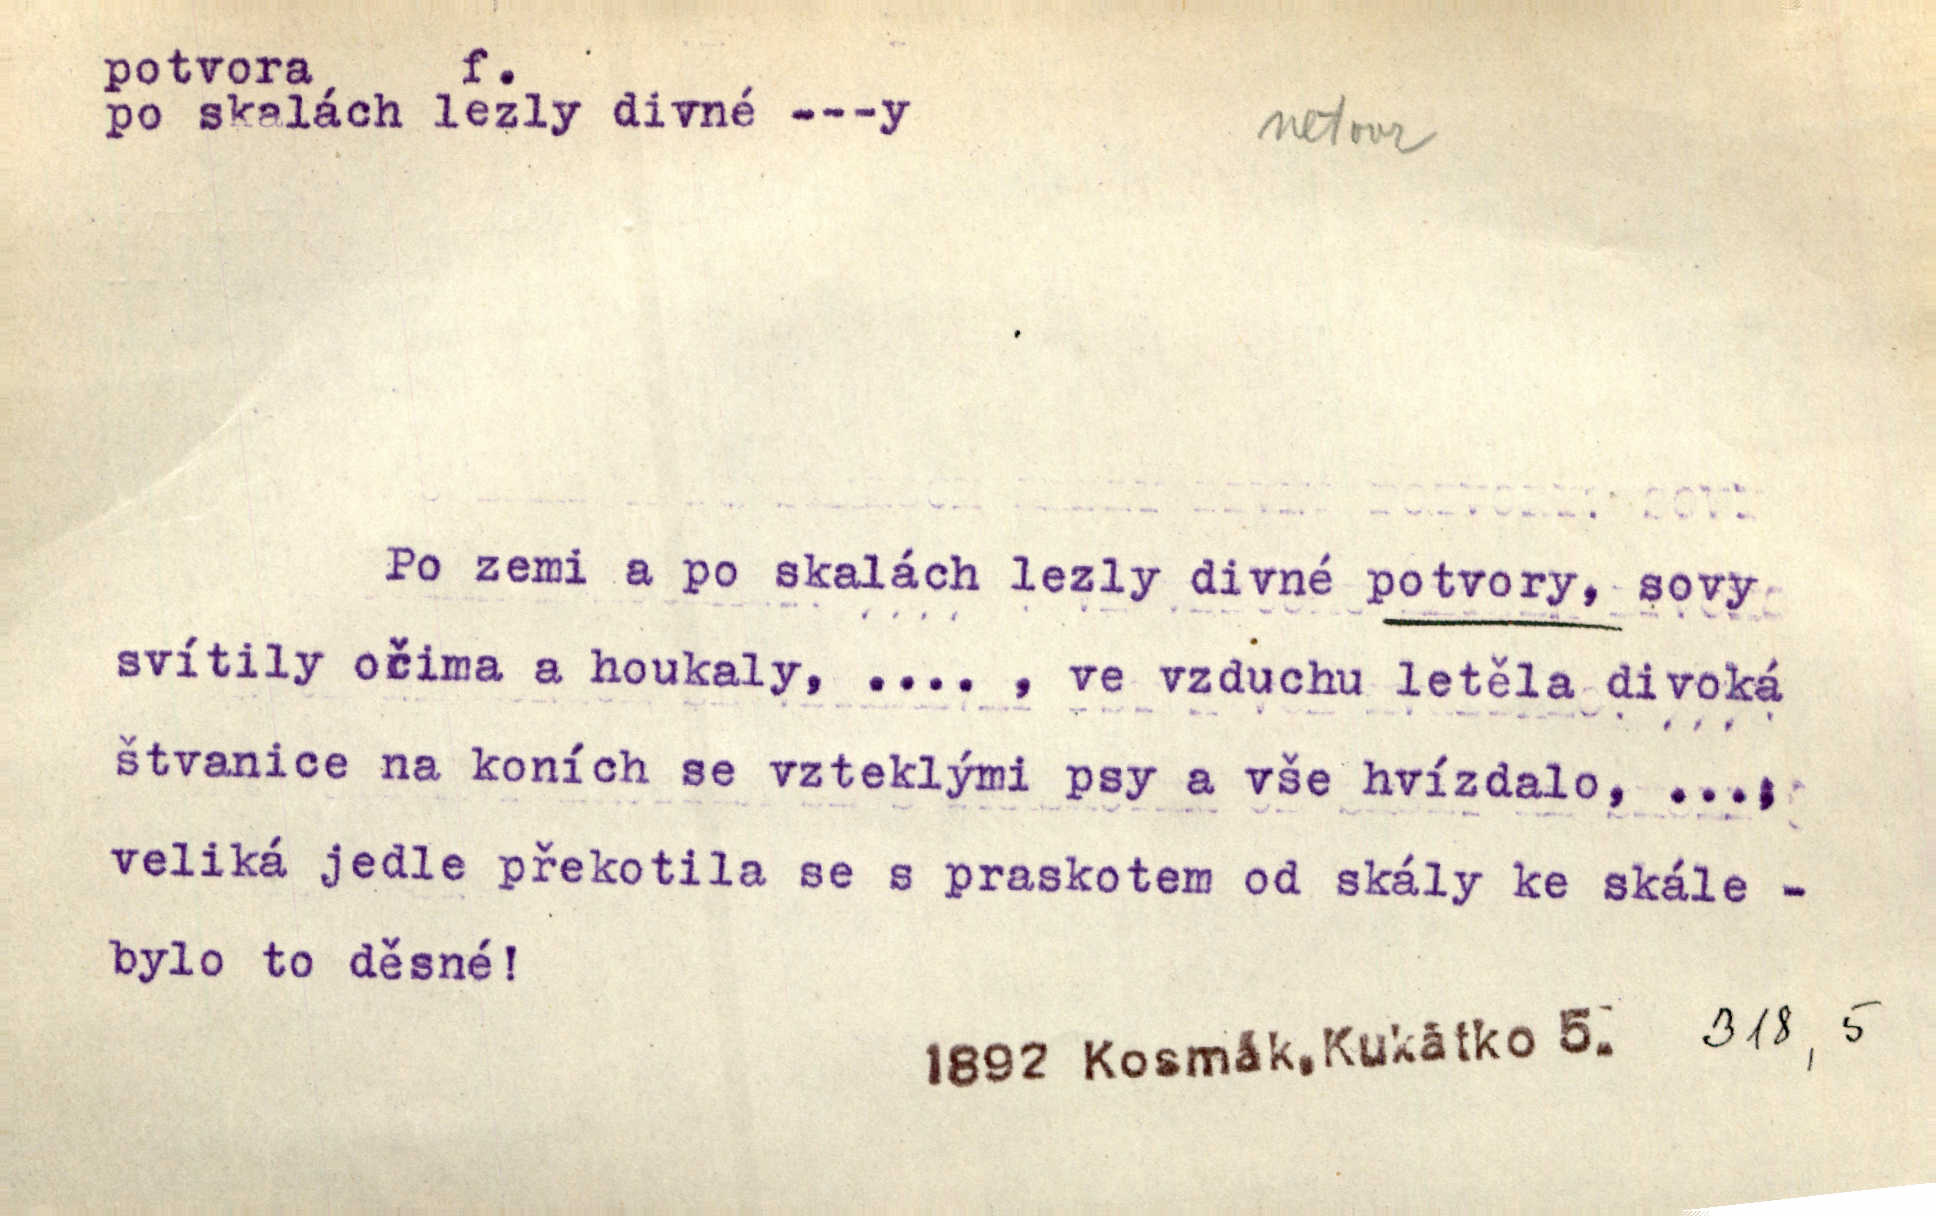 potvora f.
po skalách lezly divné ---y
netvor
Po zemi a po skalách lezly divné potvory, sovy
svítily očima a houkaly, .... , ve vzduchu letěla divoká
štvanice na koních se vzteklými psy a vše hvízdalo, ...,
veliká jedle překotila se s praskotem od skály ke skále -
bylo to děsné!
1892 Kosmák, Kukátko 5. 318, 5